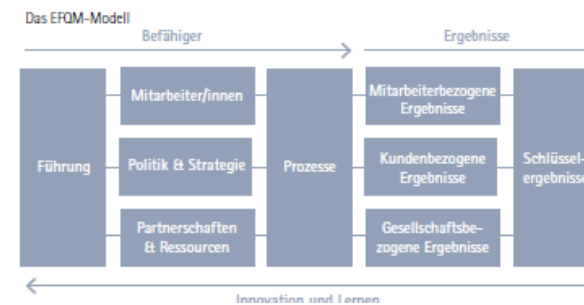 Das EFQM-Modell
Befähiger
Ergebnisse
Führung
Mitarbeiter/innen
Politik & Strategie
Partnerschaften
& Ressourcen
Prozesse
Mitarbeiterbezogene
Ergebnisse
Kundenbezogene
Ergebnisse
Gesellschaftsbe-
zogene Ergebnisse
Schlüssel-
ergebnisse
Innovation und Lernen